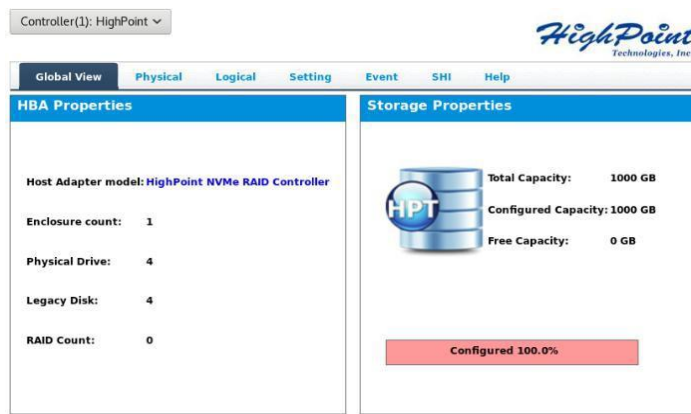 Controller(1): HighPoint
HighPoint
Technologies, Inc
Global View Physical Logical Setting Event SHI Help
HBA Properties
Host Adapter model: HighPoint NVMe RAID Controller
Enclosure count: 1
Physical Drive: 4
Legacy Disk: 4
RAID Count: 0
Storage Properties
HPT
Total Capacity: 1000 GB
Configured Capacity: 1000 GB
Free Capacity: 0 GB
Configured 100.0%